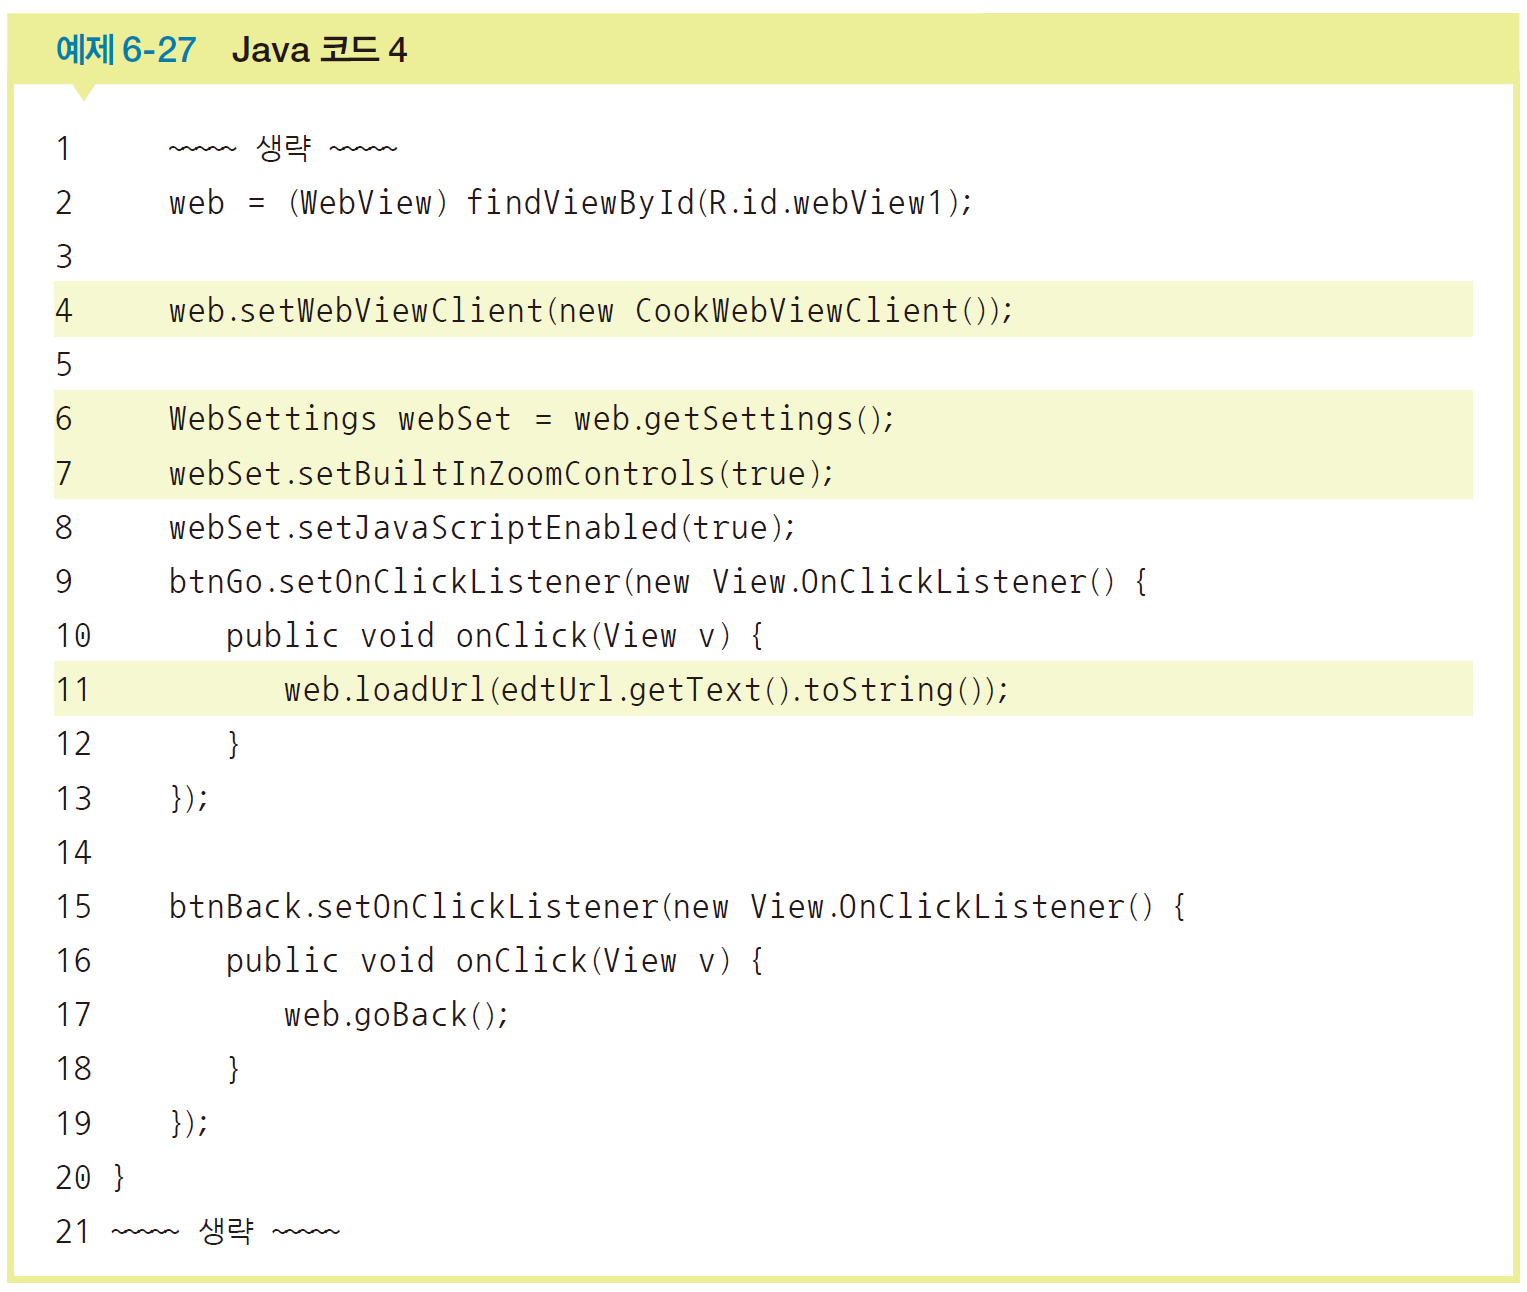 예제 6-27 Java 코드 4
1 ~~~~~ 생략 ~~~~~
2 web = (WebView) findViewById(R.id.webView1);
3
4 web.setWebViewClient(new CookWebViewClient());
5
6 WebSettings webSet = web.getSettings();
7 webSet.setBuiltInZoomControls(true);
8 webSet.setJavaScriptEnabled(true);
9 btnGo.setOnClickListener(new View.OnClickListener() {
10 public void onClick(View v) {
11 web.loadUrl(edtUrl.getText().toString());
12 }
13 });
14
15 btnBack.setOnClickListener(new View.OnClickListener() {
16 public void onClick(View v) {
17 web.goBack();
18 }
19 });
20 }
21 ~~~~~ 생략 ~~~~~